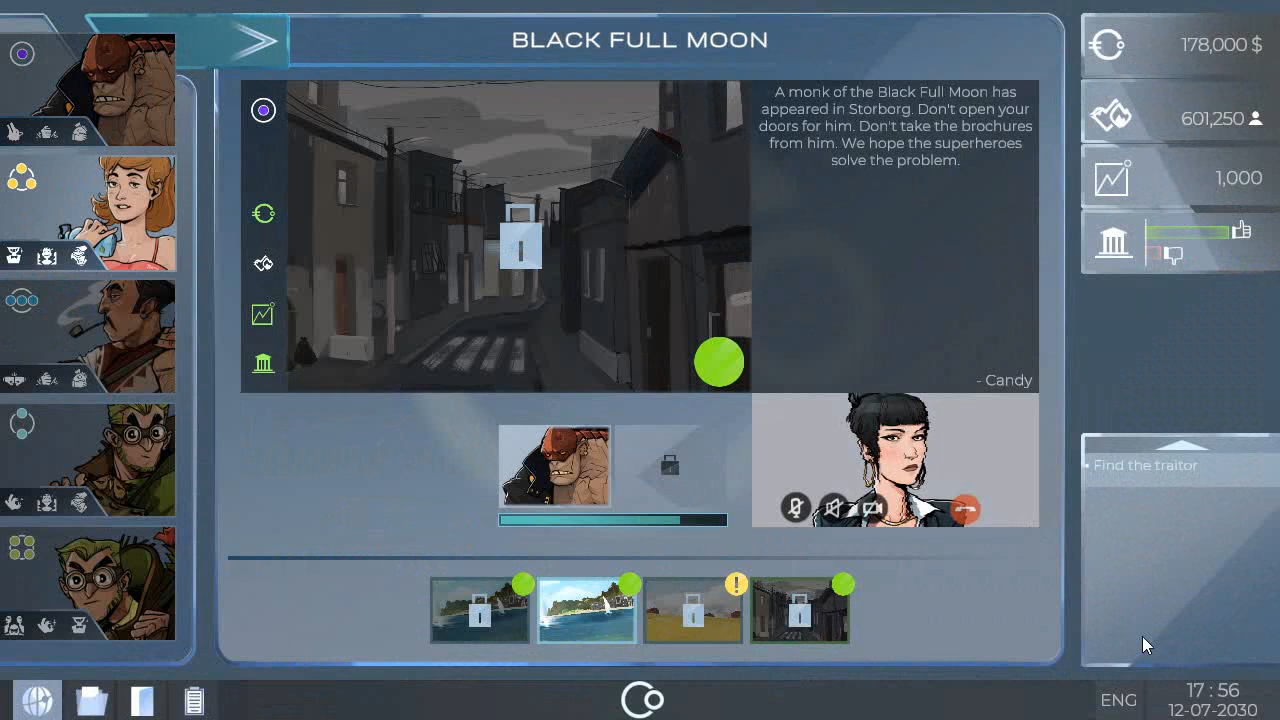 BLACK FULL MOON
A monk of the Black Full Moon has
appeared in Storborg. Don't open your
doors for him. Don't take the brochures
from him. We hope the superheroes
solve the problem.
- Candy
178,000 $
601,250
1,000
• Find the traitor
ENG
17 : 56
12-07-2030